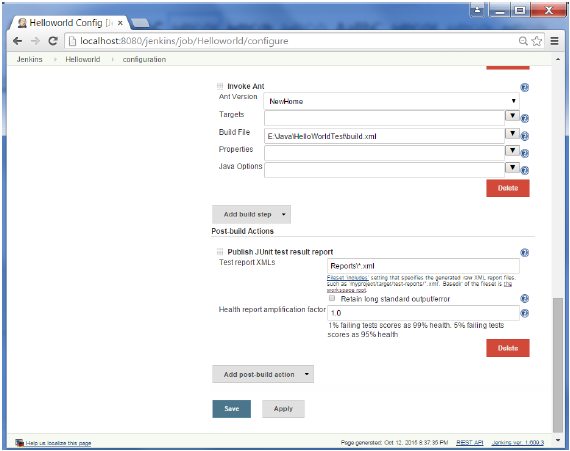 Helloworld Config [J
localhost:8080/jenkins/job/Helloworld/configure
Jenkins Helloworld configuration
Invoke Ant
Ant Version NewHome
Targets
Build File E:\Java\HelloWorldTest\build.xml
Properties
Java Options
Delete
Add build step
Post-build Actions
Publish JUnit test result report
Test report XMLs Reports\*.xml
Fileset 'includes' setting that specifies the generated raw XML report files,
such as 'myproject/target/test-reports/*.xml'. Basedir of the fileset is the
workspace root.
Retain long standard output/error
Health report amplification factor 1.0
1% failing tests scores as 99% health. 5% failing tests
scores as 95% health
Delete
Add post-build action
Save Apply
Help us localize this page Page generated: Oct 12, 2015 8:37:35 PM REST API Jenkins ver. 1.609.3